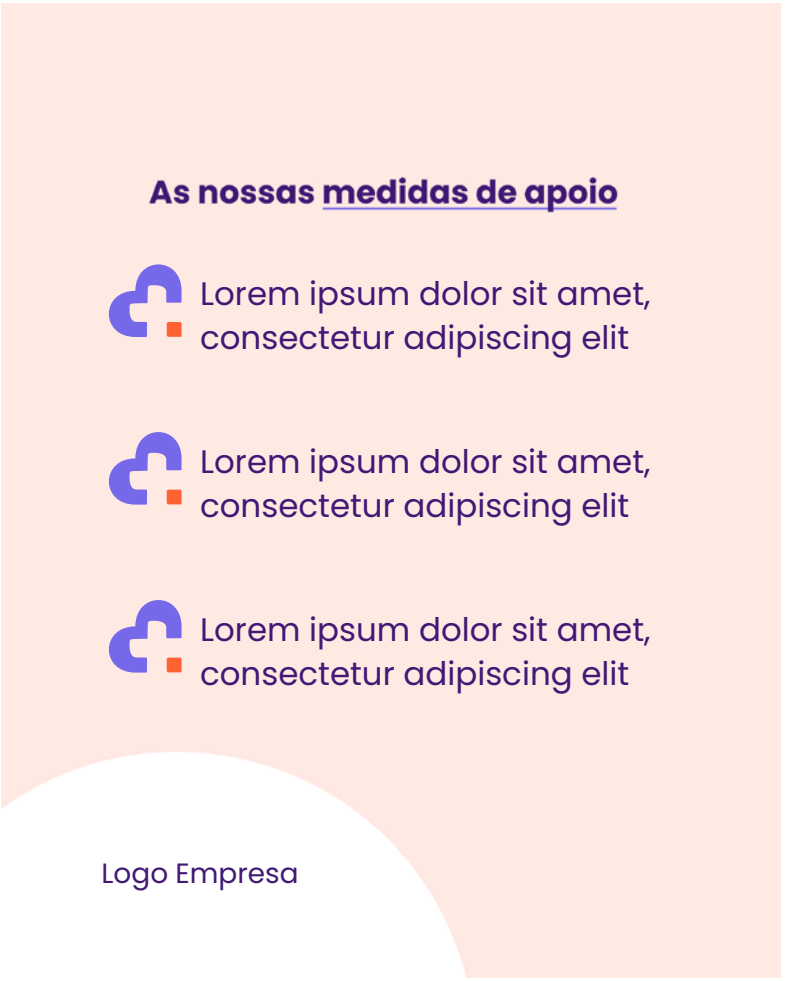 As nossas medidas de apoio
Lorem ipsum dolor sit amet,
consectetur adipiscing elit
Lorem ipsum dolor sit amet,
consectetur adipiscing elit
Lorem ipsum dolor sit amet,
consectetur adipiscing elit
Logo Empresa